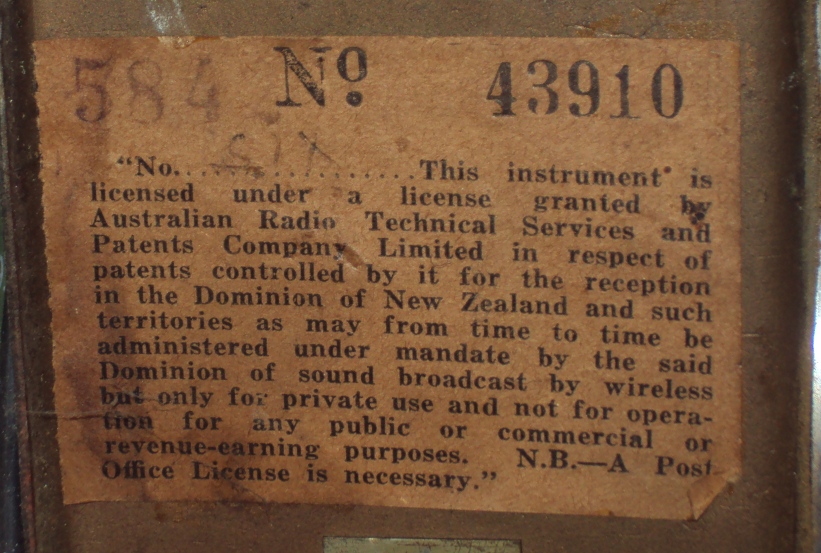 584 No. 43910
"No. .................. This instrument is
licensed under a license granted by
Australian Radio Technical Services and
Patents Company Limited in respect of
patents controlled by it for the reception
in the Dominion of New Zealand and such
territories as may from time to time be
administered under mandate by the said
Dominion of sound broadcast by wireless
but only for private use and not for opera-
tion for any public or commercial or
revenue-earning purposes. N.B.—A Post
Office License is necessary."